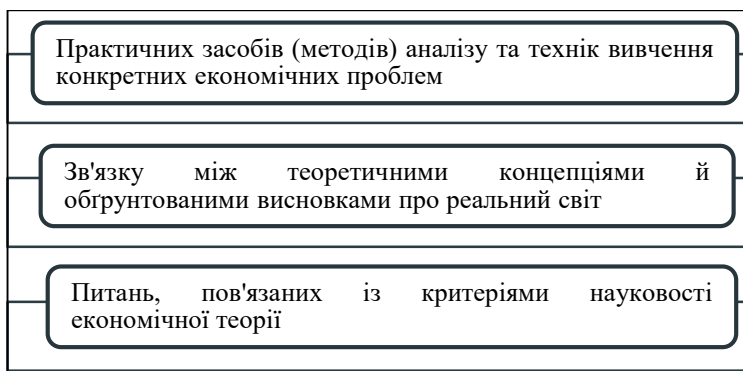 Практичних засобів (методів) аналізу та технік вивчення
конкретних економічних проблем
Зв'язку між теоретичними концепціями й
обґрунтованими висновками про реальний світ
Питань, пов'язаних із критеріями науковості
економічної теорії